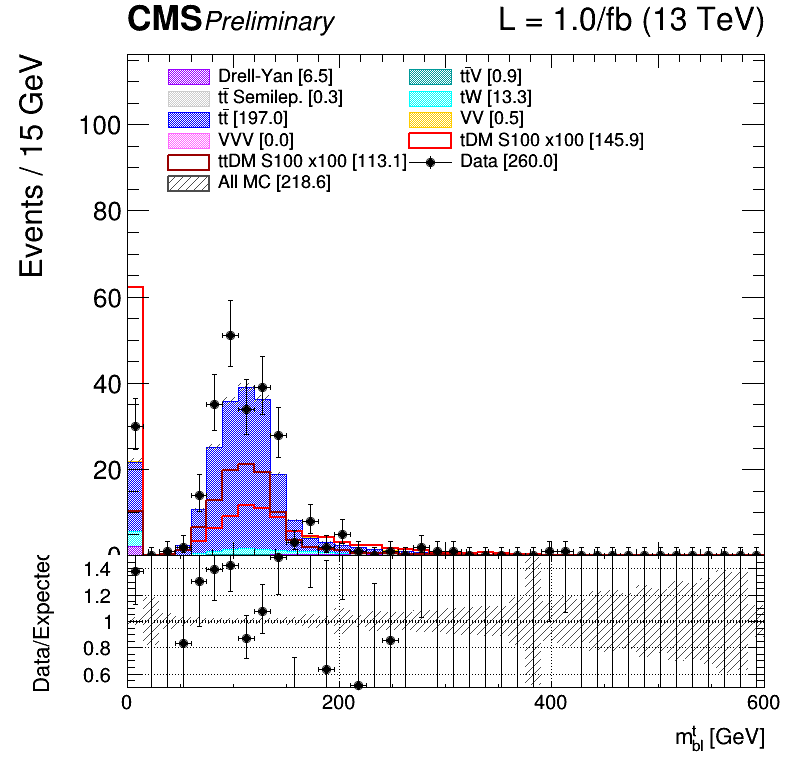 CMS Preliminary L = 1.0/fb (13 TeV)
Events / 15 GeV
Drell-Yan [6.5] tt̄V [0.9]
tt̄ Semilep. [0.3] tW [13.3]
tt̄ [197.0] VV [0.5]
VVV [0.0] tDM S100 x100 [145.9]
ttDM S100 x100 [113.1] Data [260.0]
All MC [218.6]
100
80
60
40
20
0
Data/Expected
1.4
1.2
1
0.8
0.6
0 200 400 600
m^t_bl [GeV]